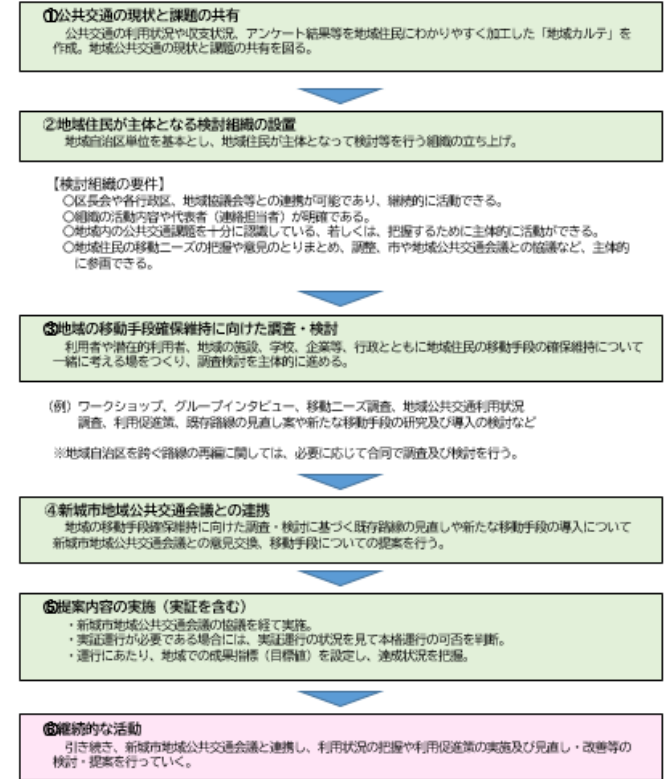 ①公共交通の現状と課題の共有
公共交通の利用状況や収支状況、アンケート結果等を地域住民にわかりやすく加工した「地域カルテ」を
作成。地域公共交通の現状と課題の共有を図る。
②地域住民が主体となる検討組織の設置
地域自治区単位を基本とし、地域住民が主体となって検討等を行う組織の立ち上げ。
【検討組織の要件】
○区長会や各行政区、地域協議会等との連携が可能であり、継続的に活動できる。
○組織の活動内容や代表者（連絡担当者）が明確である。
○地域内の公共交通課題を十分に認識している、若しくは、把握するために主体的に活動ができる。
○地域住民の移動ニーズの把握や意見のとりまとめ、調整、市や地域公共交通会議との協議など、主体的
に参画できる。
③地域の移動手段確保維持に向けた調査・検討
利用者や潜在的利用者、地域の施設、学校、企業等、行政とともに地域住民の移動手段の確保維持について
一緒に考える場をつくり、調査検討を主体的に進める。
（例）ワークショップ、グループインタビュー、移動ニーズ調査、地域公共交通利用状況
調査、利用促進策、既存路線の見直し案や新たな移動手段の研究及び導入の検討など
※地域自治区を跨ぐ路線の再編に関しては、必要に応じて合同で調査及び検討を行う。
④新城市地域公共交通会議との連携
地域の移動手段確保維持に向けた調査・検討に基づく既存路線の見直しや新たな移動手段の導入について
新城市地域公共交通会議との意見交換、移動手段についての提案を行う。
⑤提案内容の実施（実証を含む）
・新城市地域公共交通会議の協議を経て実施。
・実証運行が必要である場合には、実証運行の状況を見て本格運行の可否を判断。
・運行にあたり、地域での成果指標（目標値）を設定し、達成状況を把握。
⑥継続的な活動
引き続き、新城市地域公共交通会議と連携し、利用状況の把握や利用促進策の実施及び見直し・改善等の
検討・提案を行っていく。